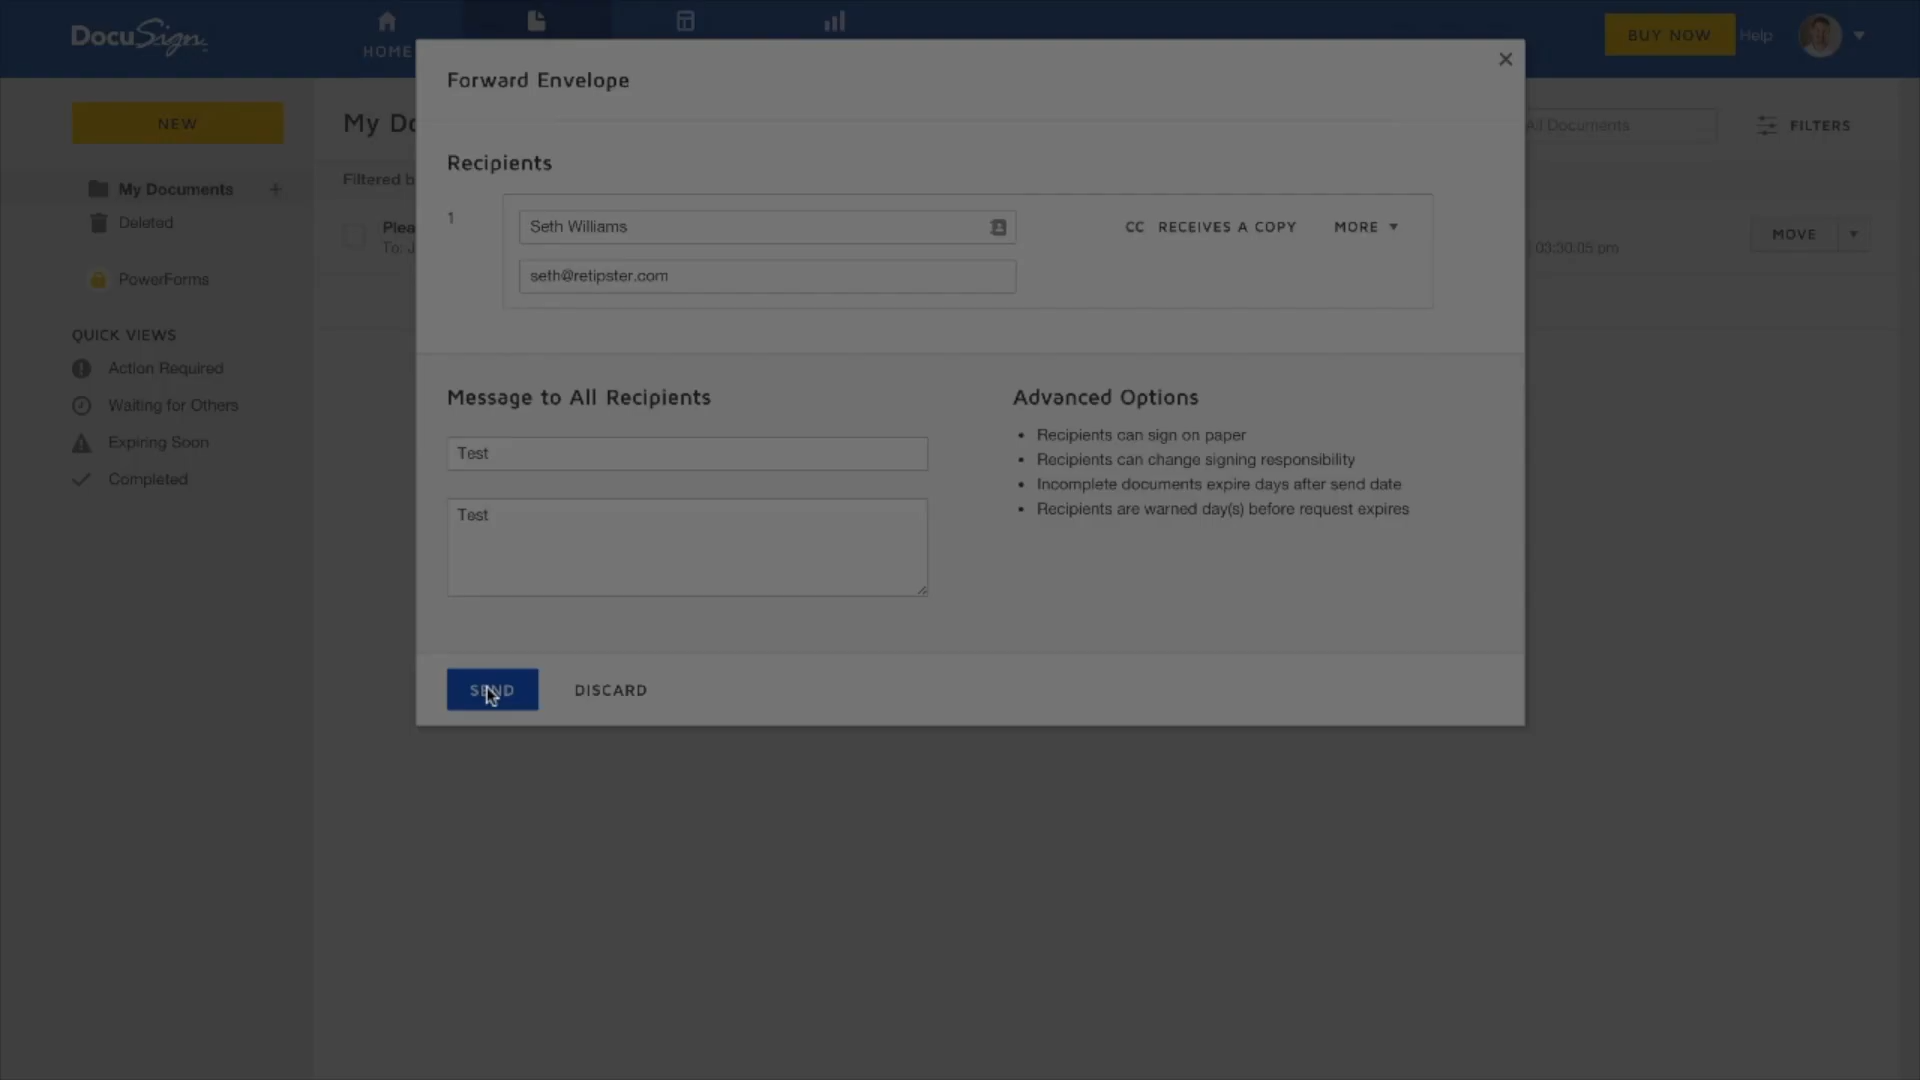 DocuSign
HOME
BUY NOW
Help
Forward Envelope
NEW
My Do
All Documents
FILTERS
Recipients
My Documents
Filtered b
Deleted
1
Seth Williams
CC RECEIVES A COPY
MORE
Plea
To: J
03:30:05 pm
MOVE
seth@retipster.com
PowerForms
QUICK VIEWS
Action Required
Waiting for Others
Expiring Soon
Completed
Message to All Recipients
Test
Test
Advanced Options
Recipients can sign on paper
Recipients can change signing responsibility
Incomplete documents expire days after send date
Recipients are warned day(s) before request expires
SEND
DISCARD